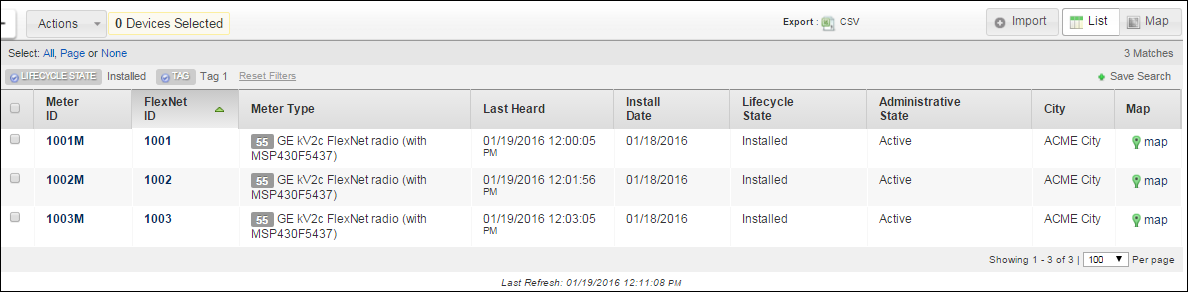 Actions 0 Devices Selected Export : CSV Import List Map
Select: All, Page or None 3 Matches
LIFECYCLE STATE Installed TAG Tag 1 Reset Filters Save Search
Meter ID FlexNet ID Meter Type Last Heard Install Date Lifecycle State Administrative State City Map
1001M 1001 55 GE kV2c FlexNet radio (with MSP430F5437) 01/19/2016 12:00:05 PM 01/18/2016 Installed Active ACME City map
1002M 1002 55 GE kV2c FlexNet radio (with MSP430F5437) 01/19/2016 12:01:56 PM 01/18/2016 Installed Active ACME City map
1003M 1003 55 GE kV2c FlexNet radio (with MSP430F5437) 01/19/2016 12:03:05 PM 01/18/2016 Installed Active ACME City map
Showing 1 - 3 of 3 | 100 Per page
Last Refresh: 01/19/2016 12:11:08 PM